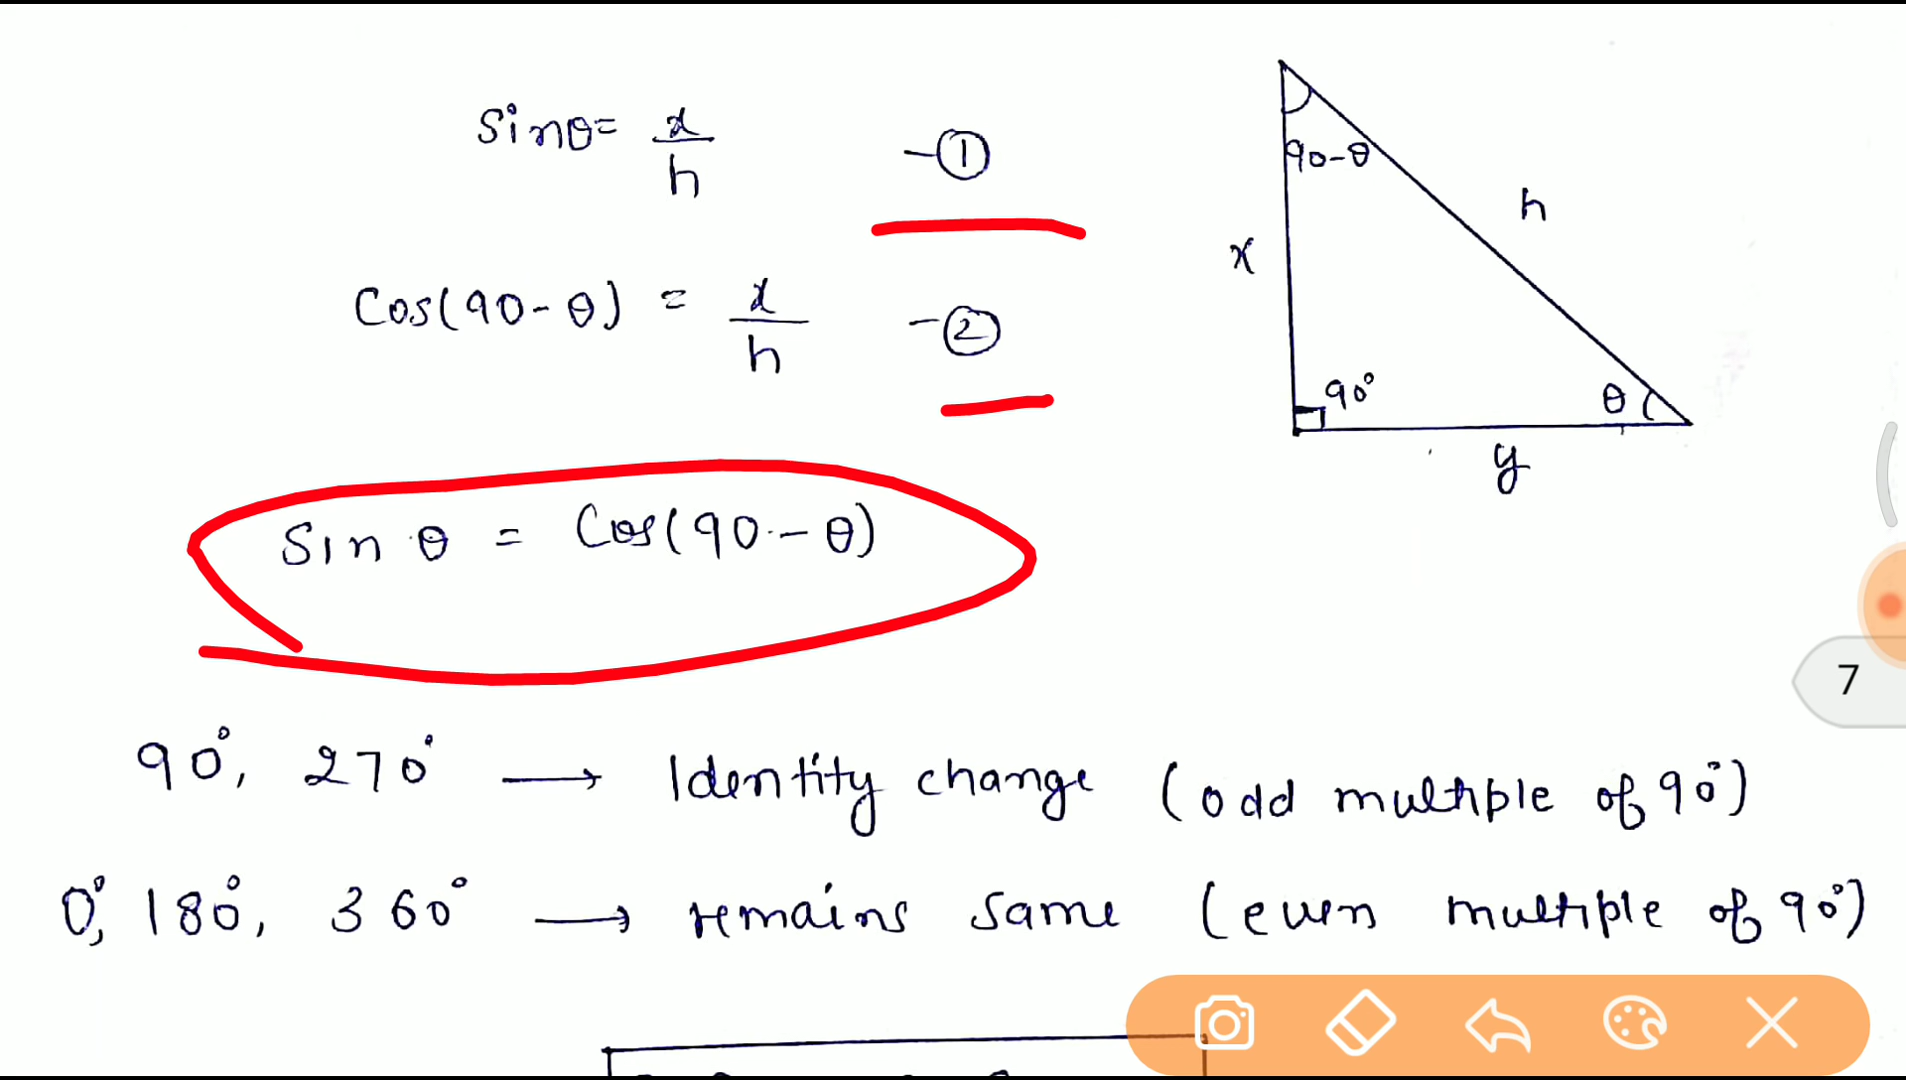 Sinθ = x/h -①
90-θ
h
x
Cos(90-θ) = x/h -②
90°
θ
y
Sin θ = Cos(90-θ)
7
90°, 270° → Identity change (odd multiple of 90°)
0°, 180°, 360° → remains same (even multiple of 90°)